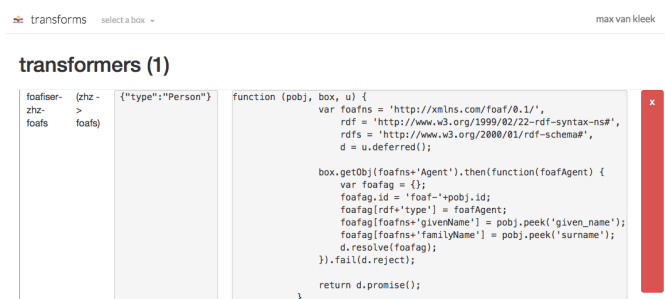 transforms select a box max van kleek
transformers (1)
foafiser-zhz-foafs
(zhz -> foafs)
{"type":"Person"}
function (pobj, box, u) {
var foafns = 'http://xmlns.com/foaf/0.1/',
rdf = 'http://www.w3.org/1999/02/22-rdf-syntax-ns#',
rdfs = 'http://www.w3.org/2000/01/rdf-schema#',
d = u.deferred();
box.getObj(foafns+'Agent').then(function(foafAgent) {
var foafag = {};
foafag.id = 'foaf-'+pobj.id;
foafag[rdf+'type'] = foafAgent;
foafag[foafns+'givenName'] = pobj.peek('given_name');
foafag[foafns+'familyName'] = pobj.peek('surname');
d.resolve(foafag);
}).fail(d.reject);
return d.promise();
}
x